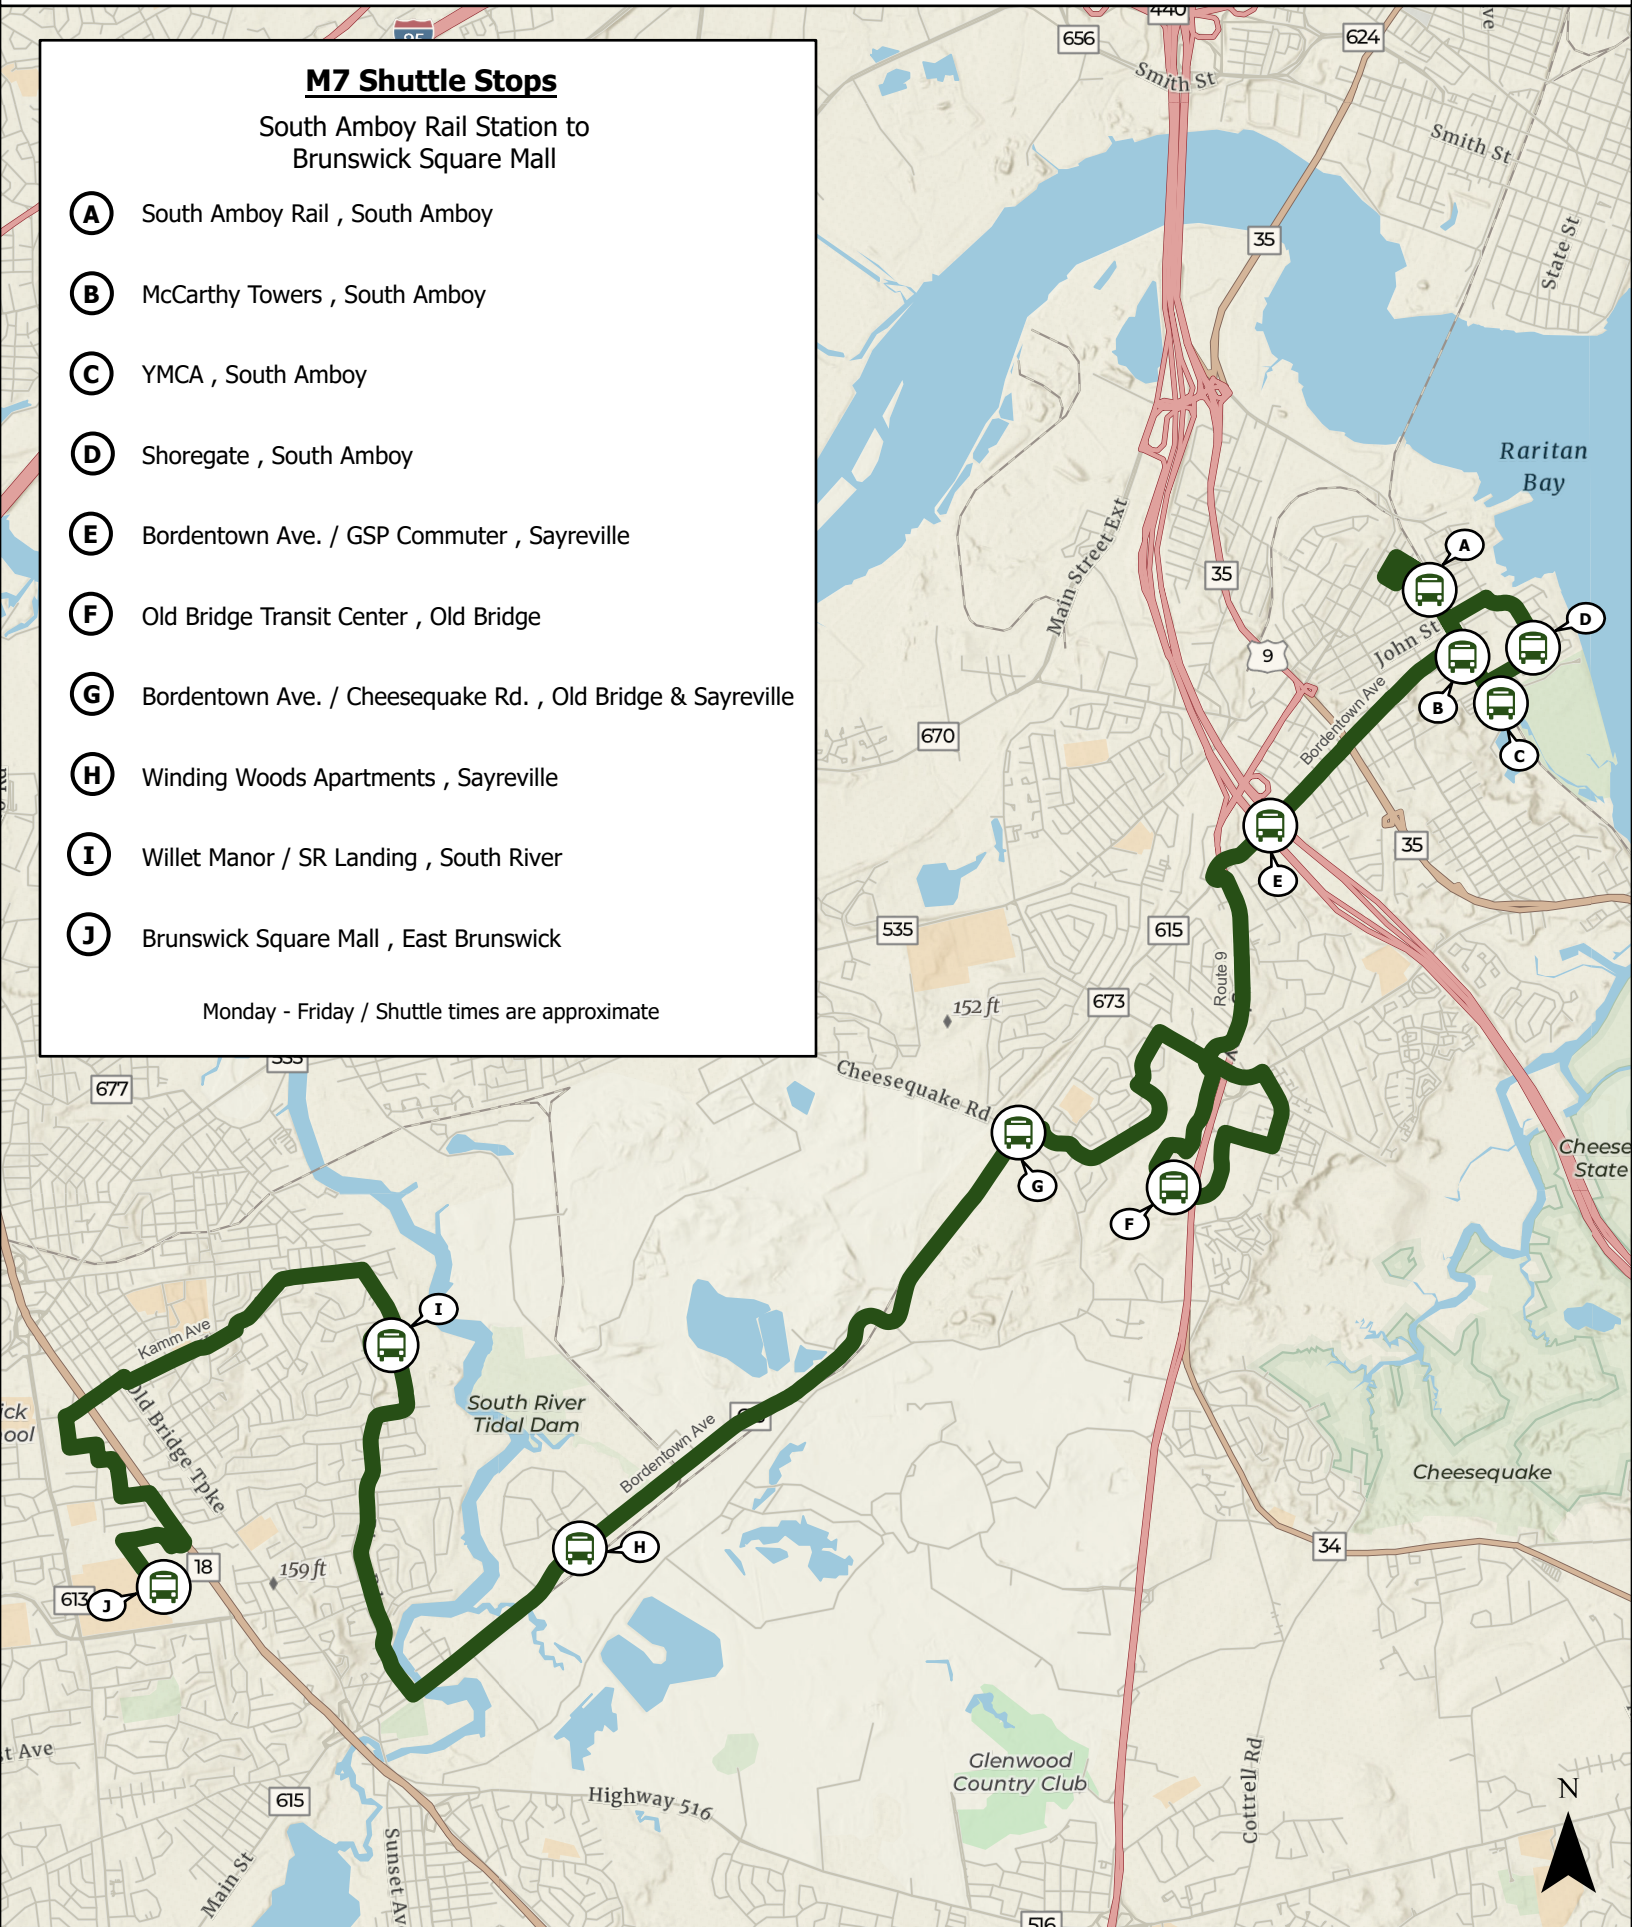 M7 Shuttle Stops
South Amboy Rail Station to
Brunswick Square Mall
A South Amboy Rail , South Amboy
B McCarthy Towers , South Amboy
C YMCA , South Amboy
D Shoregate , South Amboy
E Bordentown Ave. / GSP Commuter , Sayreville
F Old Bridge Transit Center , Old Bridge
G Bordentown Ave. / Cheesequake Rd. , Old Bridge & Sayreville
H Winding Woods Apartments , Sayreville
I Willet Manor / SR Landing , South River
J Brunswick Square Mall , East Brunswick
Monday - Friday / Shuttle times are approximate
95
440
656
624
Smith St
Smith St
State St
35
Raritan
Bay
Main Street Ext
35
A
D
John St
9
B
Bordentown Ave
C
670
35
E
535
615
Route 9
152 ft
673
677
Cheesequake Rd
G
F
Cheese
State
I
Kamm Ave
Old Bridge Tpke
South River
Tidal Dam
Bordentown Ave
Cheesequake
H
34
18
159 ft
613
J
Glenwood
Country Club
Cottrell Rd
Highway 516
615
Main St
Sunset Av
st Ave
516
N